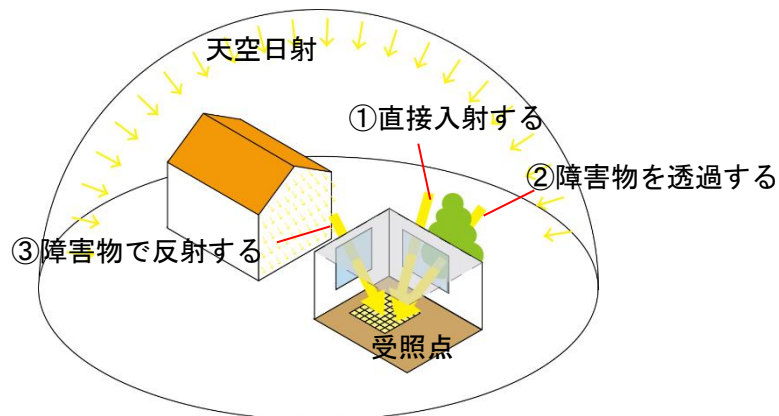 天空日射
①直接入射する
②障害物を透過する
③障害物で反射する
受照点